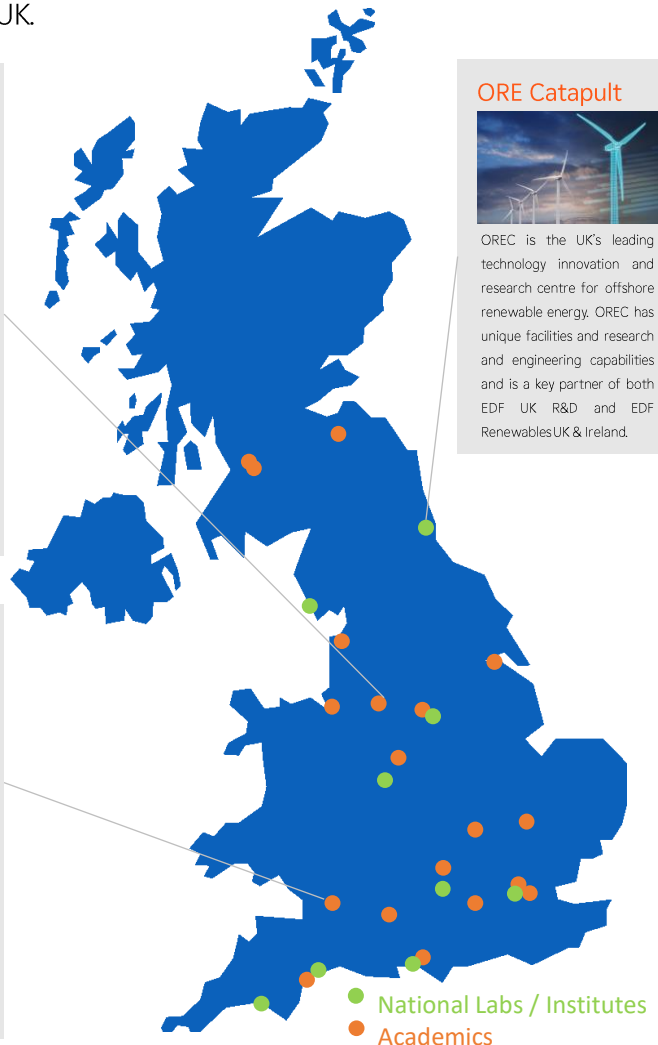 UK.
ORE Catapult
OREC is the UK's leading
technology innovation and
research centre for offshore
renewable energy. OREC has
unique facilities and research
and engineering capabilities
and is a key partner of both
EDF UK R&D and EDF
Renewables UK & Ireland.
National Labs / Institutes
Academics